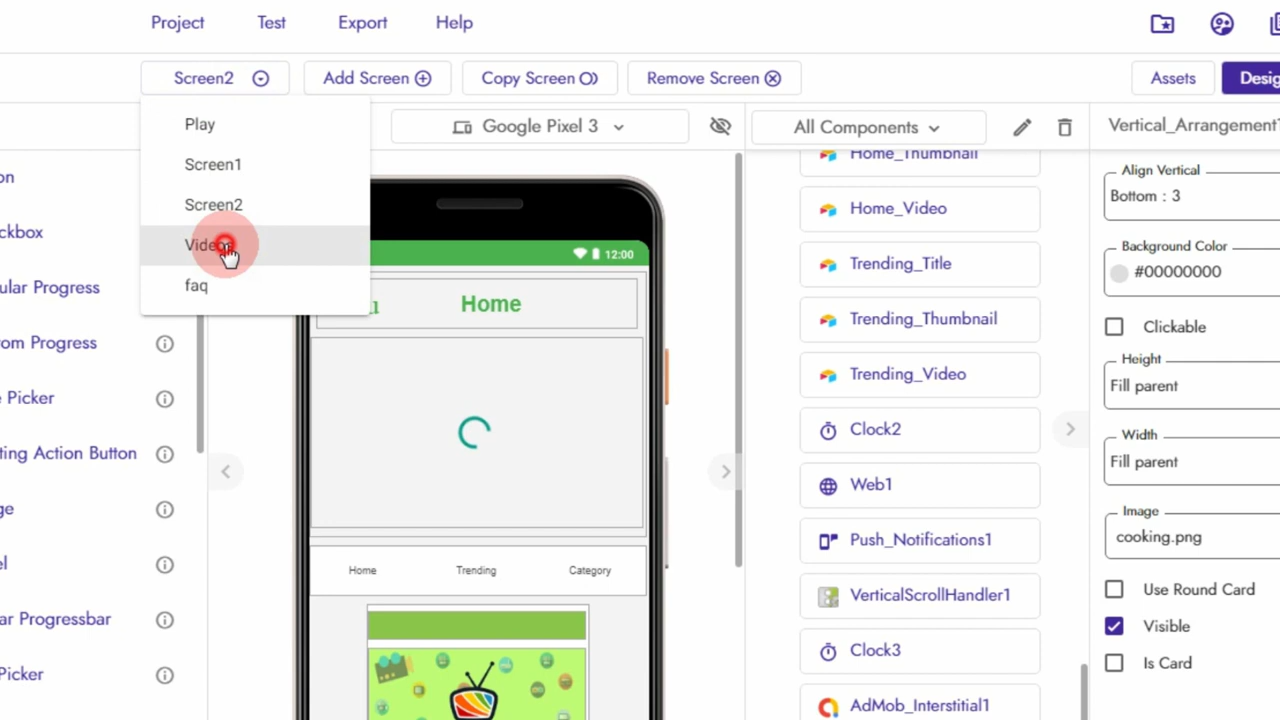 Project
Test
Export
Help
Screen2
Add Screen
Copy Screen
Remove Screen
Assets
Desig
Play
Screen1
Screen2
faq
Google Pixel 3
All Components
Vertical_Arrangement1
on
ckbox
ular Progress
om Progress
e Picker
ting Action Button
ge
el
ar Progressbar
Picker
12:00
Home
Home
Trending
Category
Home_Thumbnail
Home_Video
Trending_Title
Trending_Thumbnail
Trending_Video
Clock2
Web1
Push_Notifications1
VerticalScrollHandler1
Clock3
AdMob_Interstitial1
Align Vertical
Bottom : 3
Background Color
#00000000
Clickable
Height
Fill parent
Width
Fill parent
Image
cooking.png
Use Round Card
Visible
Is Card